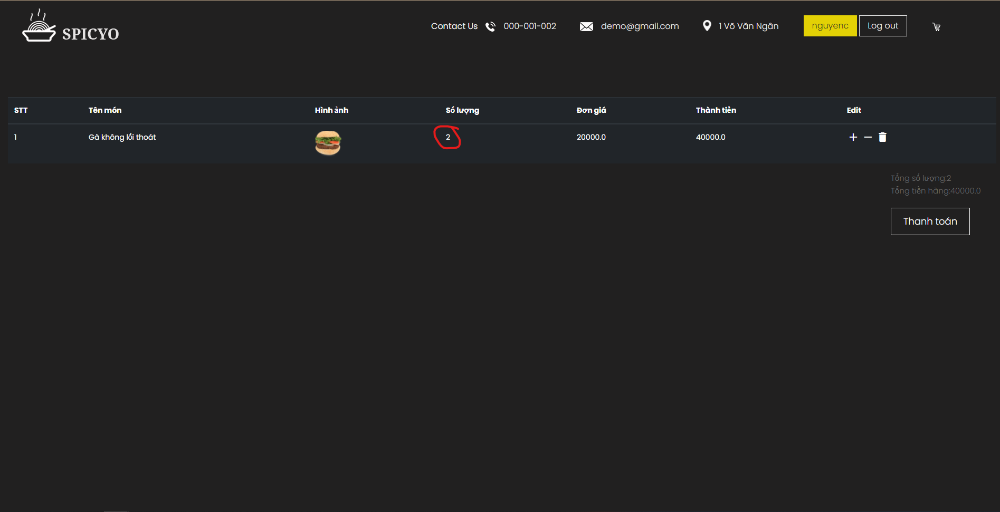 SPICYO
Contact Us 000-001-002 demo@gmail.com 1 Võ Văn Ngân nguyenc Log out
STT Tên món Hình ảnh Số lượng Đơn giá Thành tiền Edit
1 Gà không lối thoát 2 20000.0 40000.0
Tổng số lượng:2
Tổng tiền hàng:40000.0
Thanh toán